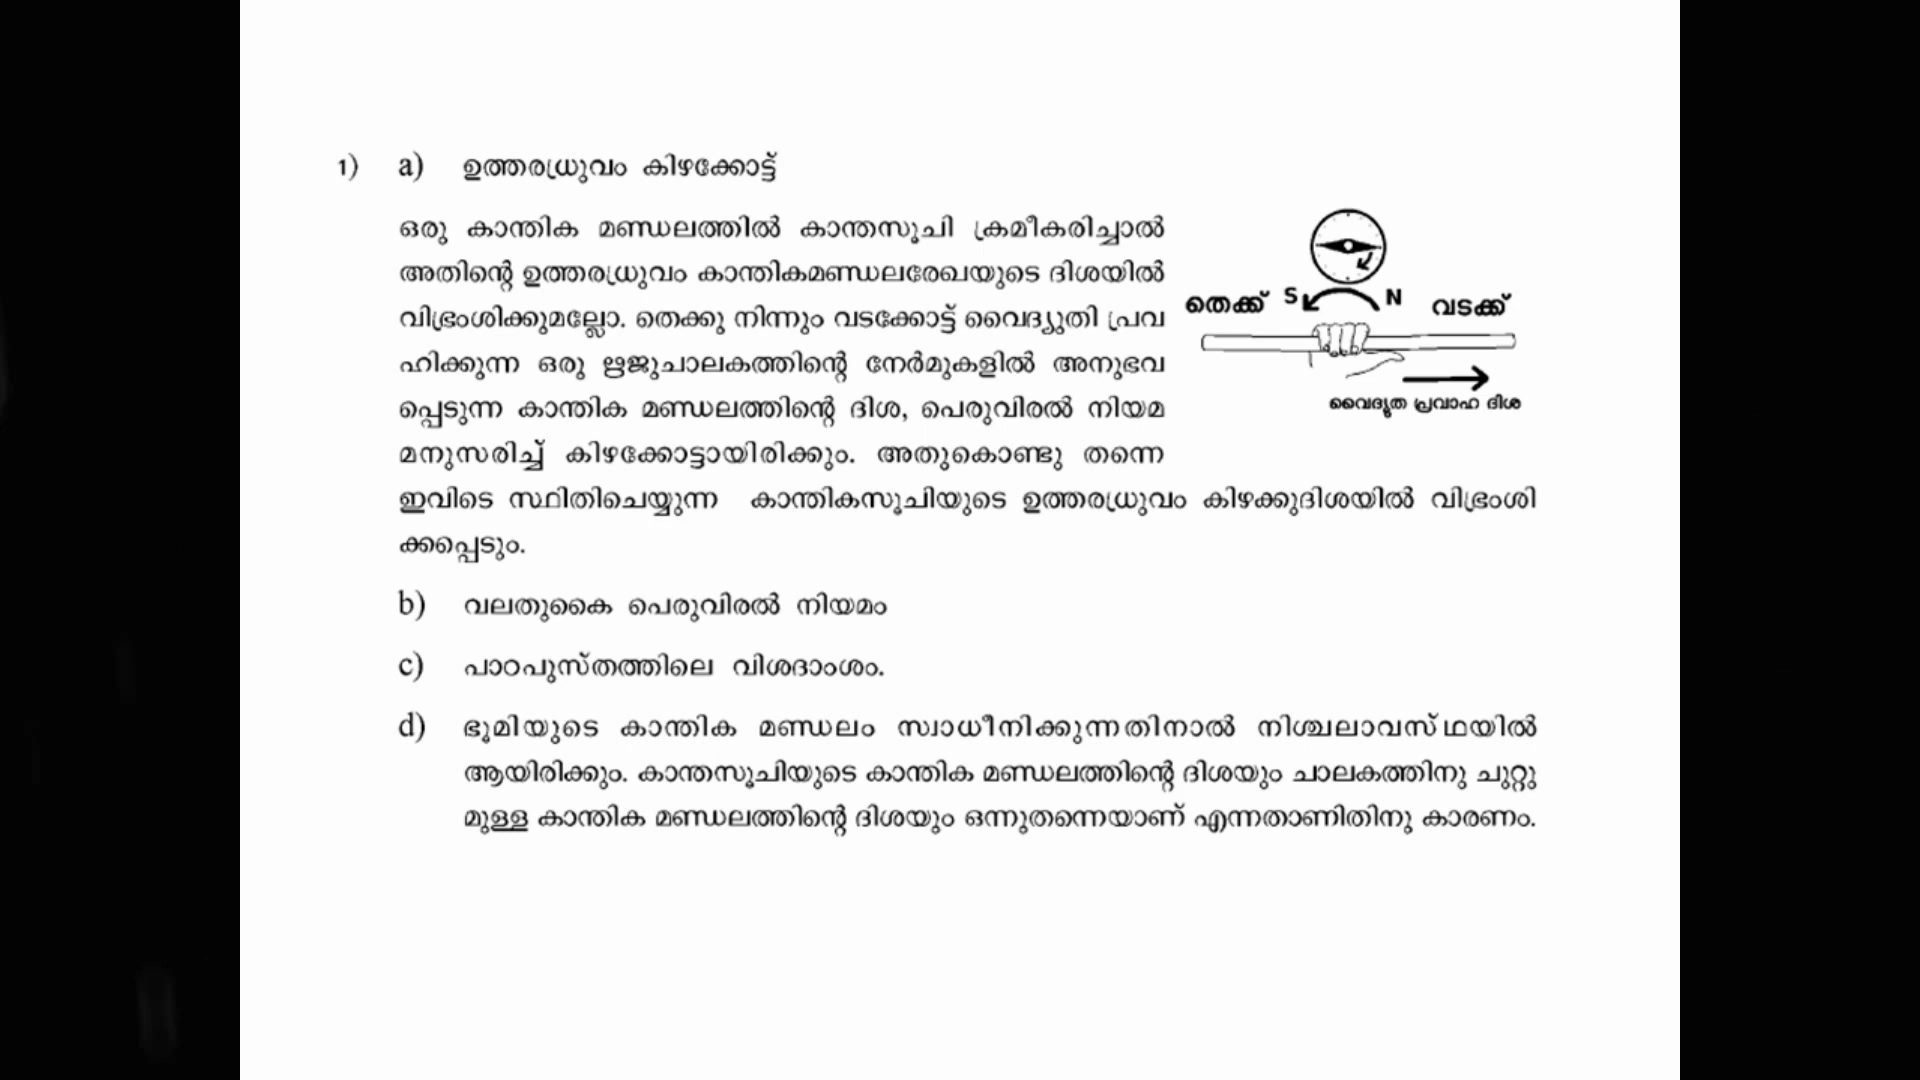 1) a) ഉത്തരധ്രുവം കിഴക്കോട്ട്
ഒരു കാന്തിക മണ്ഡലത്തിൽ കാന്തസൂചി ക്രമീകരിച്ചാൽ
അതിന്റെ ഉത്തരധ്രുവം കാന്തികമണ്ഡലരേഖയുടെ ദിശയിൽ
വിഭ്രംശിക്കുമല്ലോ. തെക്കു നിന്നും വടക്കോട്ട് വൈദ്യുതി പ്രവ
ഹിക്കുന്ന ഒരു ഋജുചാലകത്തിന്റെ നേർമുകളിൽ അനുഭവ
പ്പെടുന്ന കാന്തിക മണ്ഡലത്തിന്റെ ദിശ, പെരുവിരൽ നിയമ
മനുസരിച്ച് കിഴക്കോട്ടായിരിക്കും. അതുകൊണ്ടു തന്നെ
തെക്ക് S N വടക്ക്
വൈദ്യുത പ്രവാഹ ദിശ
ഇവിടെ സ്ഥിതിചെയ്യുന്ന കാന്തികസൂചിയുടെ ഉത്തരധ്രുവം കിഴക്കുദിശയിൽ വിഭ്രംശി
ക്കപ്പെടും.
b) വലതുകൈ പെരുവിരൽ നിയമം
c) പാഠപുസ്തത്തിലെ വിശദാംശം.
d) ഭൂമിയുടെ കാന്തിക മണ്ഡലം സ്വാധീനിക്കുന്നതിനാൽ നിശ്ചലാവസ്ഥയിൽ
ആയിരിക്കും. കാന്തസൂചിയുടെ കാന്തിക മണ്ഡലത്തിന്റെ ദിശയും ചാലകത്തിനു ചുറ്റു
മുള്ള കാന്തിക മണ്ഡലത്തിന്റെ ദിശയും ഒന്നുതന്നെയാണ് എന്നതാണിതിനു കാരണം.